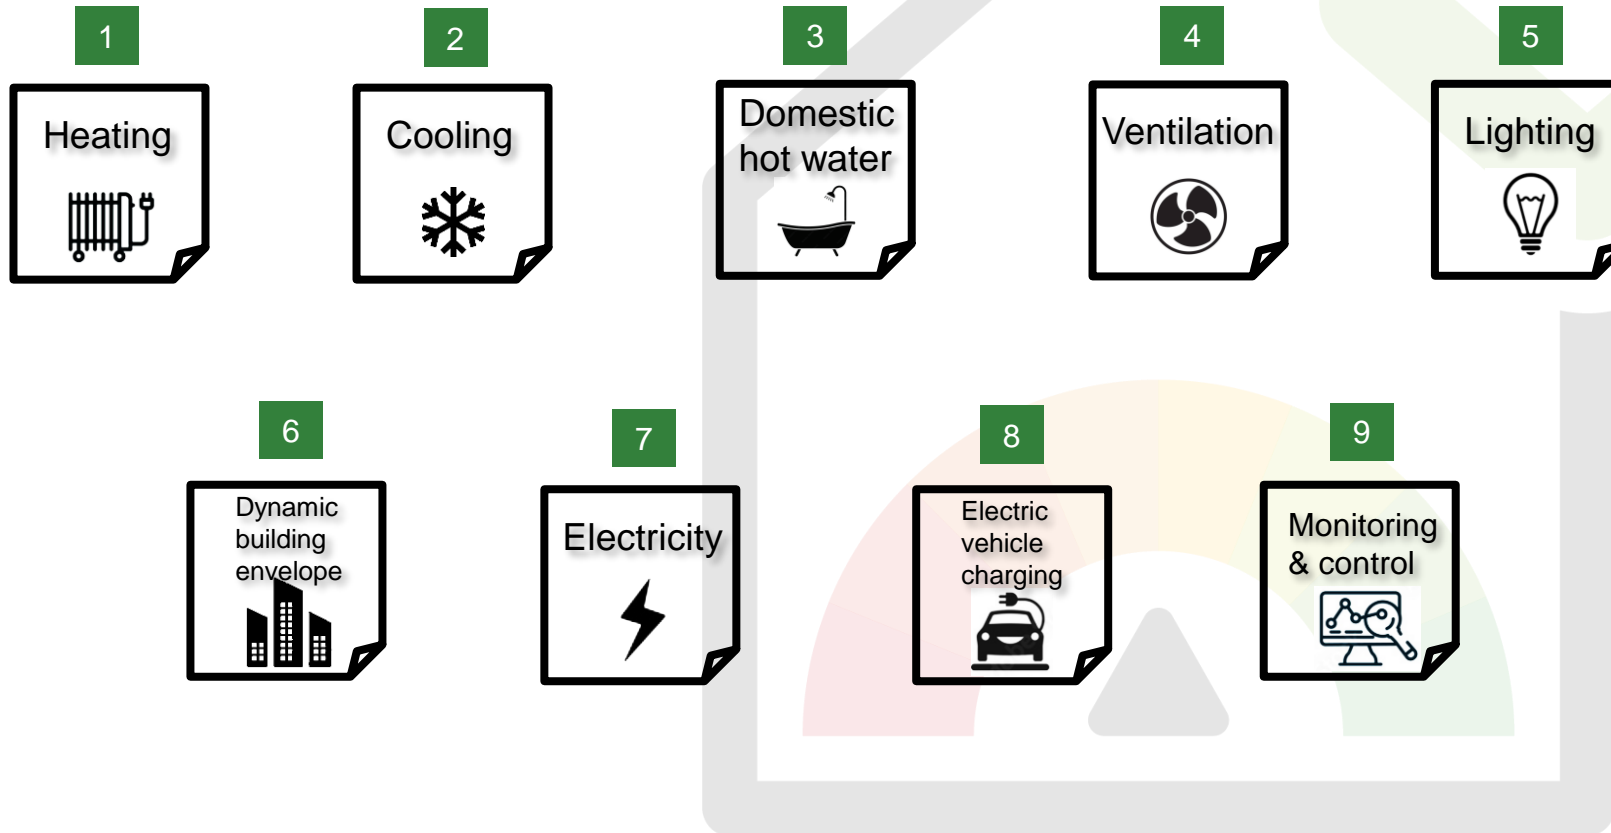 1
Heating
2
Cooling
3
Domestic
hot water
4
Ventilation
5
Lighting
6
Dynamic
building
envelope
7
Electricity
8
Electric
vehicle
charging
9
Monitoring
& control